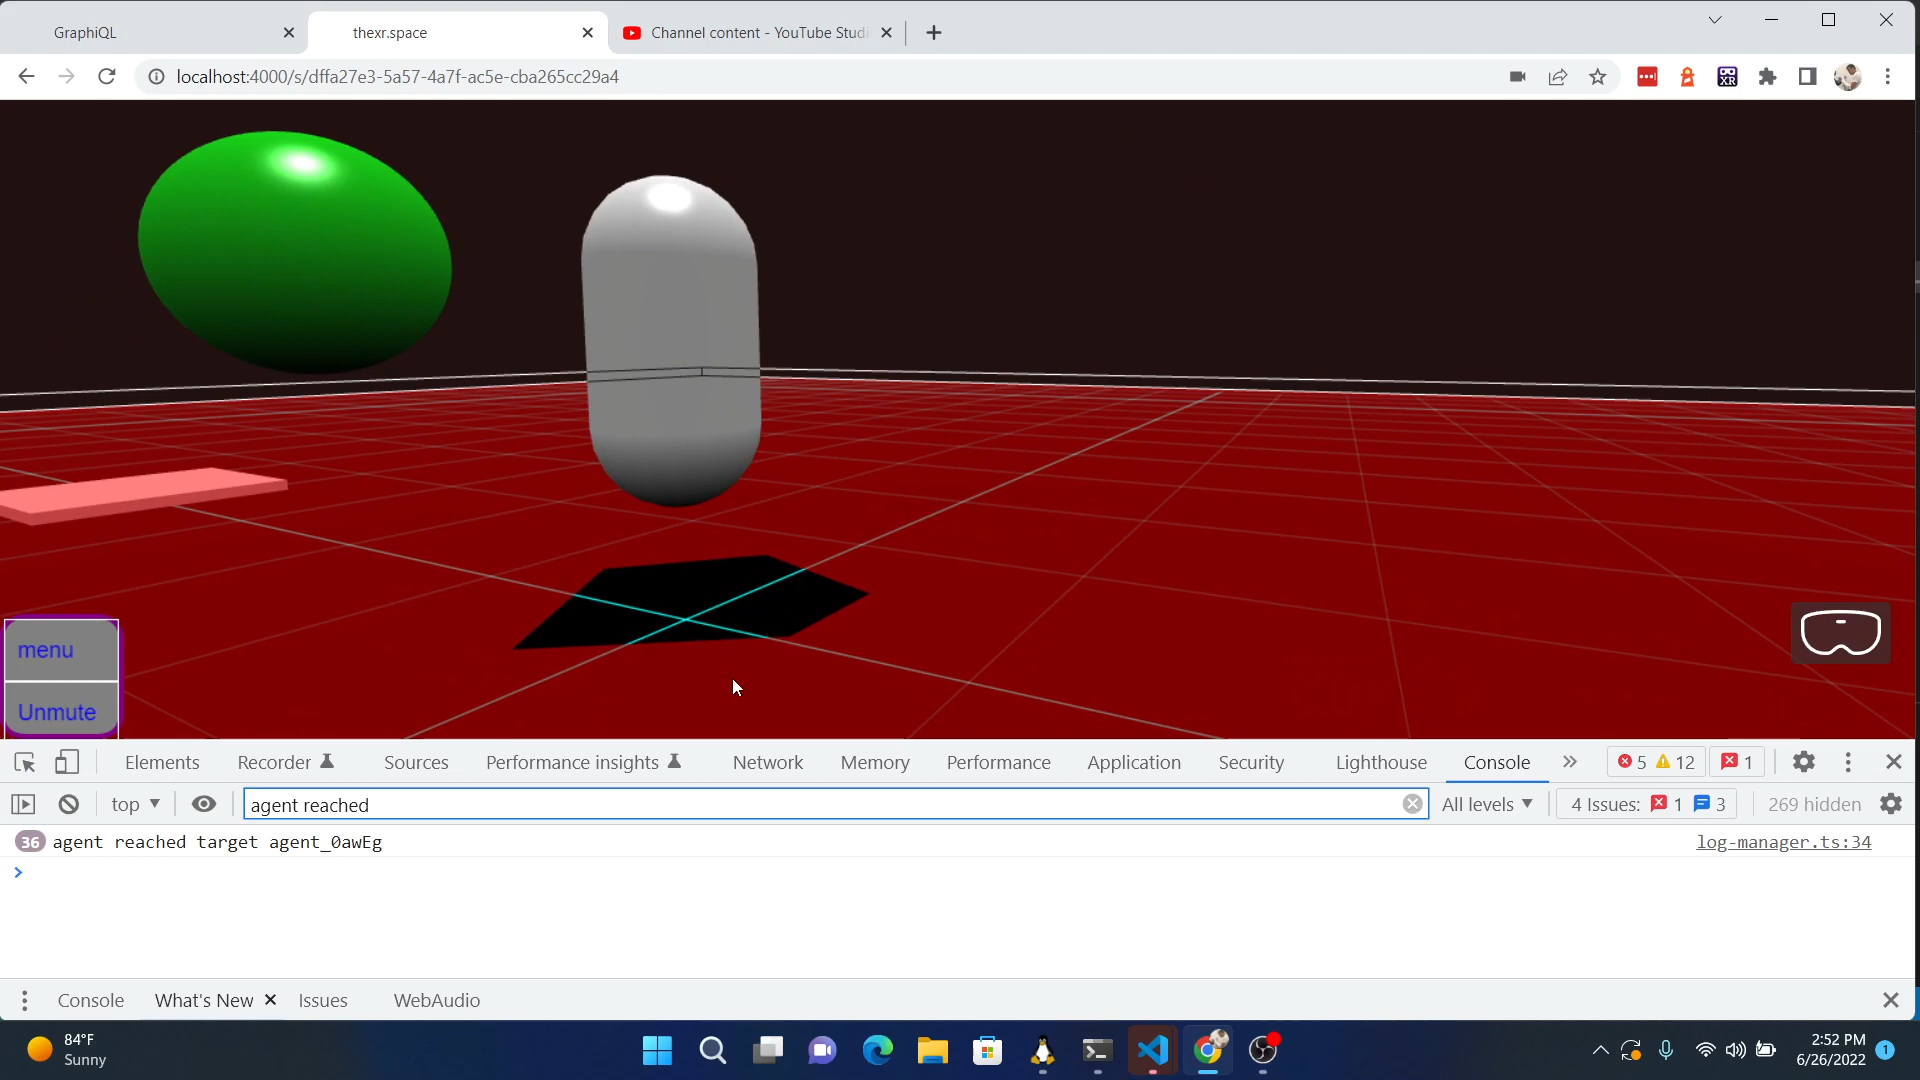 GraphiQL
thexr.space
Channel content - YouTube Studi
localhost:4000/s/dffa27e3-5a57-4a7f-ac5e-cba265cc29a4
XR
menu
Unmute
Elements Recorder Sources Performance insights Network Memory Performance Application Security Lighthouse Console 5 12 1
top agent reached All levels 4 Issues: 1 3 269 hidden
36 agent reached target agent_0awEg log-manager.ts:34
Console What's New Issues WebAudio
84°F
Sunny
2:52 PM
6/26/2022
1